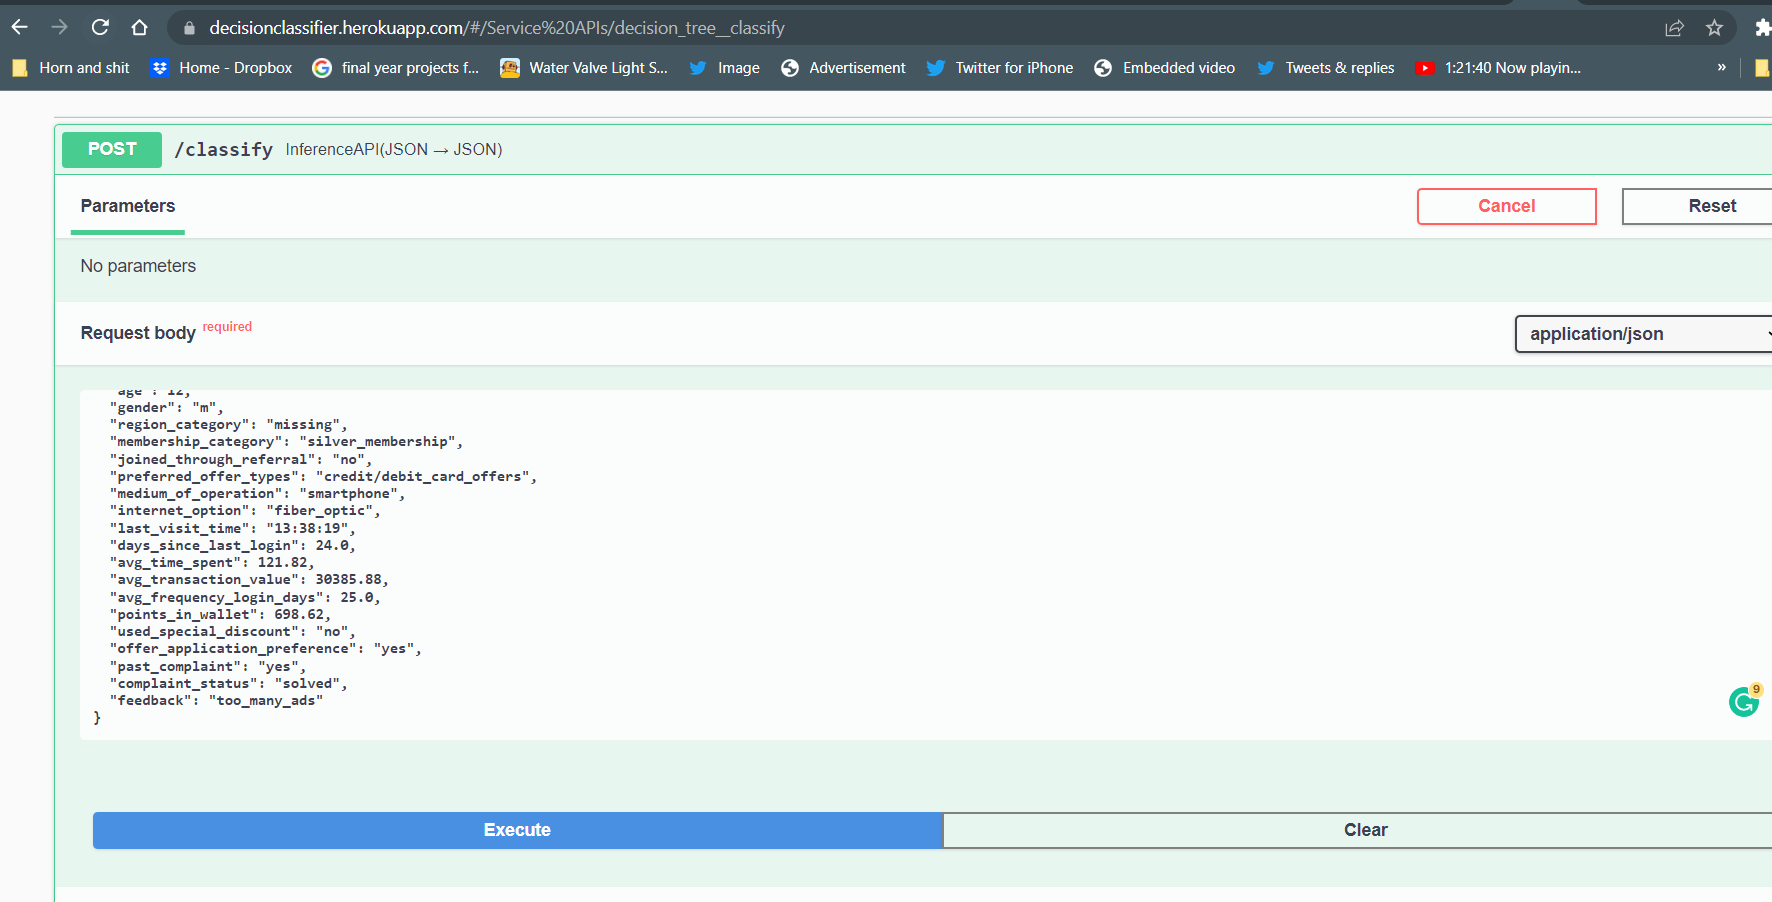 decisionclassifier.herokuapp.com/#/Service%20APIs/decision_tree__classify
Horn and shit Home - Dropbox final year projects f... Water Valve Light S... Image Advertisement Twitter for iPhone Embedded video Tweets & replies 1:21:40 Now playin... »
POST /classify InferenceAPI(JSON → JSON)
Parameters Cancel Reset
No parameters
Request body required application/json
"age": 12,
"gender": "m",
"region_category": "missing",
"membership_category": "silver_membership",
"joined_through_referral": "no",
"preferred_offer_types": "credit/debit_card_offers",
"medium_of_operation": "smartphone",
"internet_option": "fiber_optic",
"last_visit_time": "13:38:19",
"days_since_last_login": 24.0,
"avg_time_spent": 121.82,
"avg_transaction_value": 30385.88,
"avg_frequency_login_days": 25.0,
"points_in_wallet": 698.62,
"used_special_discount": "no",
"offer_application_preference": "yes",
"past_complaint": "yes",
"complaint_status": "solved",
"feedback": "too_many_ads"
}
9
Execute Clear